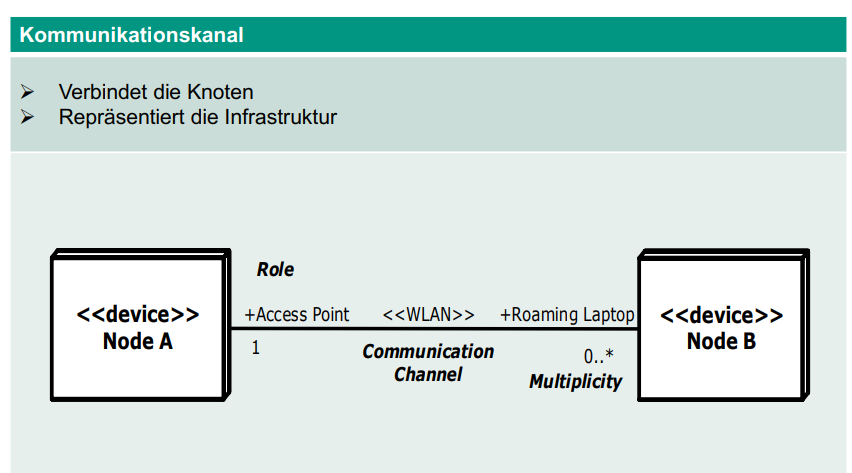 Kommunikationskanal
Verbindet die Knoten
Repräsentiert die Infrastruktur
Role
<<device>>
Node A
+Access Point
<<WLAN>>
+Roaming Laptop
<<device>>
Node B
1
Communication
Channel
0..*
Multiplicity